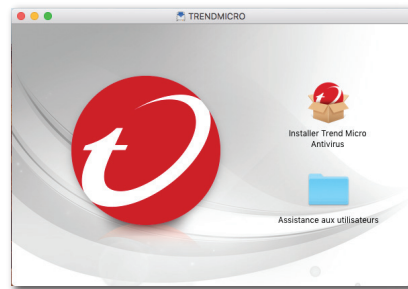 TRENDMICRO
Installer Trend Micro
Antivirus
Assistance aux utilisateurs